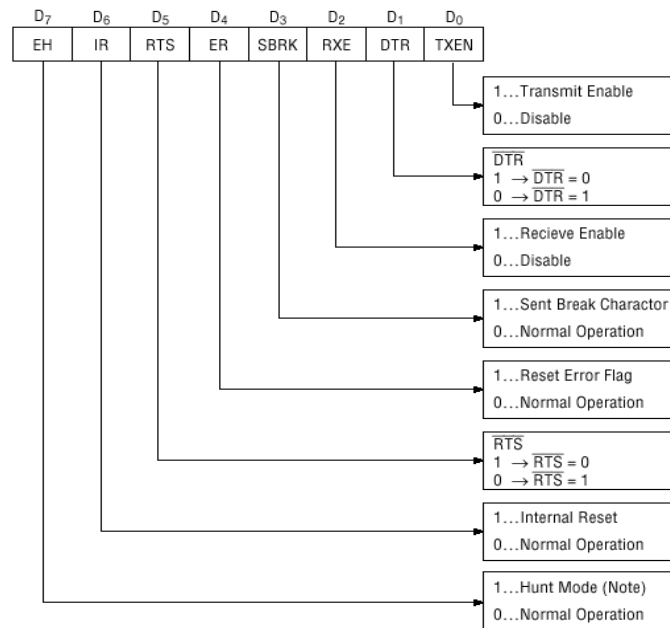 D7 D6 D5 D4 D3 D2 D1 D0
EH IR RTS ER SBRK RXE DTR TXEN
1...Transmit Enable
0...Disable
DTR
1 → DTR = 0
0 → DTR = 1
1...Recieve Enable
0...Disable
1...Sent Break Charactor
0...Normal Operation
1...Reset Error Flag
0...Normal Operation
RTS
1 → RTS = 0
0 → RTS = 1
1...Internal Reset
0...Normal Operation
1...Hunt Mode (Note)
0...Normal Operation